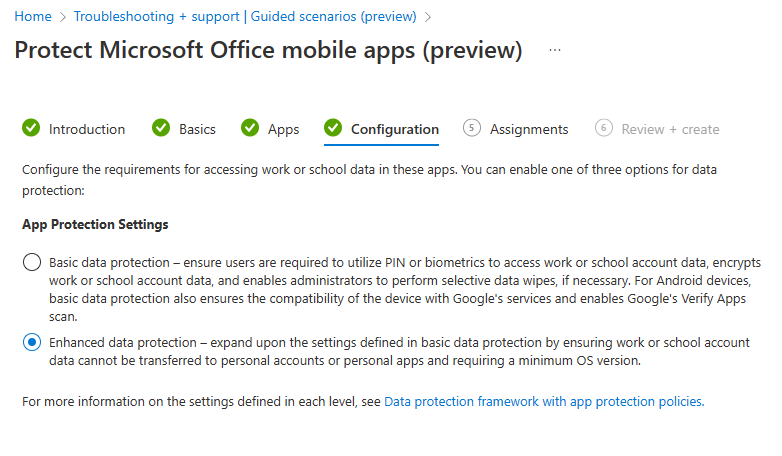 Home > Troubleshooting + support | Guided scenarios (preview) >
Protect Microsoft Office mobile apps (preview) ...
Introduction Basics Apps Configuration 5 Assignments 6 Review + create
Configure the requirements for accessing work or school data in these apps. You can enable one of three options for data
protection:
App Protection Settings
Basic data protection – ensure users are required to utilize PIN or biometrics to access work or school account data, encrypts
work or school account data, and enables administrators to perform selective data wipes, if necessary. For Android devices,
basic data protection also ensures the compatibility of the device with Google's services and enables Google's Verify Apps
scan.
Enhanced data protection – expand upon the settings defined in basic data protection by ensuring work or school account
data cannot be transferred to personal accounts or personal apps and requiring a minimum OS version.
For more information on the settings defined in each level, see Data protection framework with app protection policies.